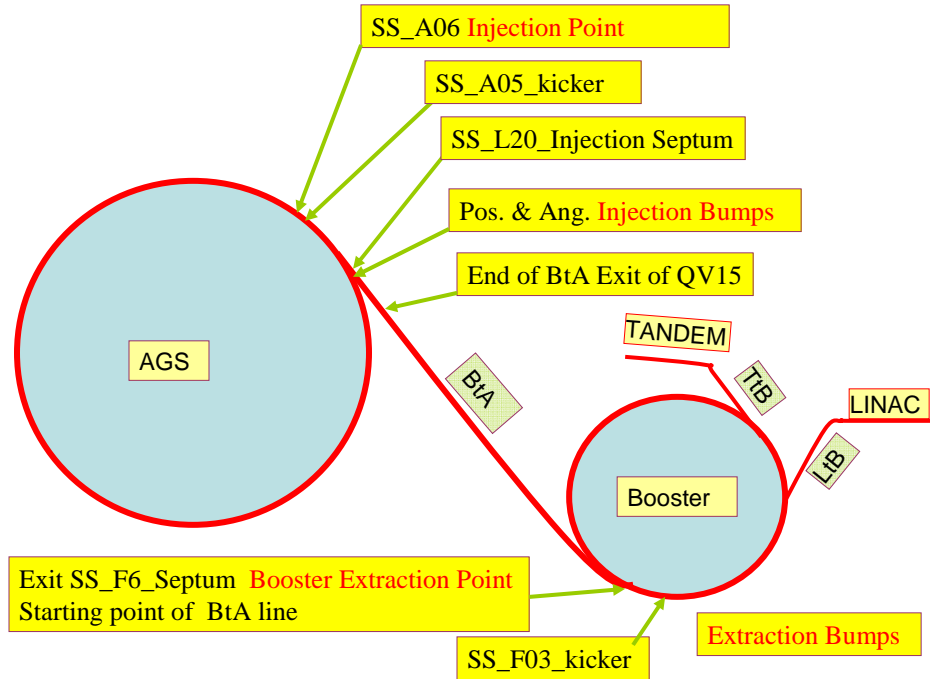 SS_A06 Injection Point
SS_A05_kicker
SS_L20_Injection Septum
Pos. & Ang. Injection Bumps
End of BtA Exit of QV15
TANDEM
AGS
BtA
TtB
LINAC
LtB
Booster
Exit SS_F6_Septum Booster Extraction Point
Starting point of BtA line
Extraction Bumps
SS_F03_kicker